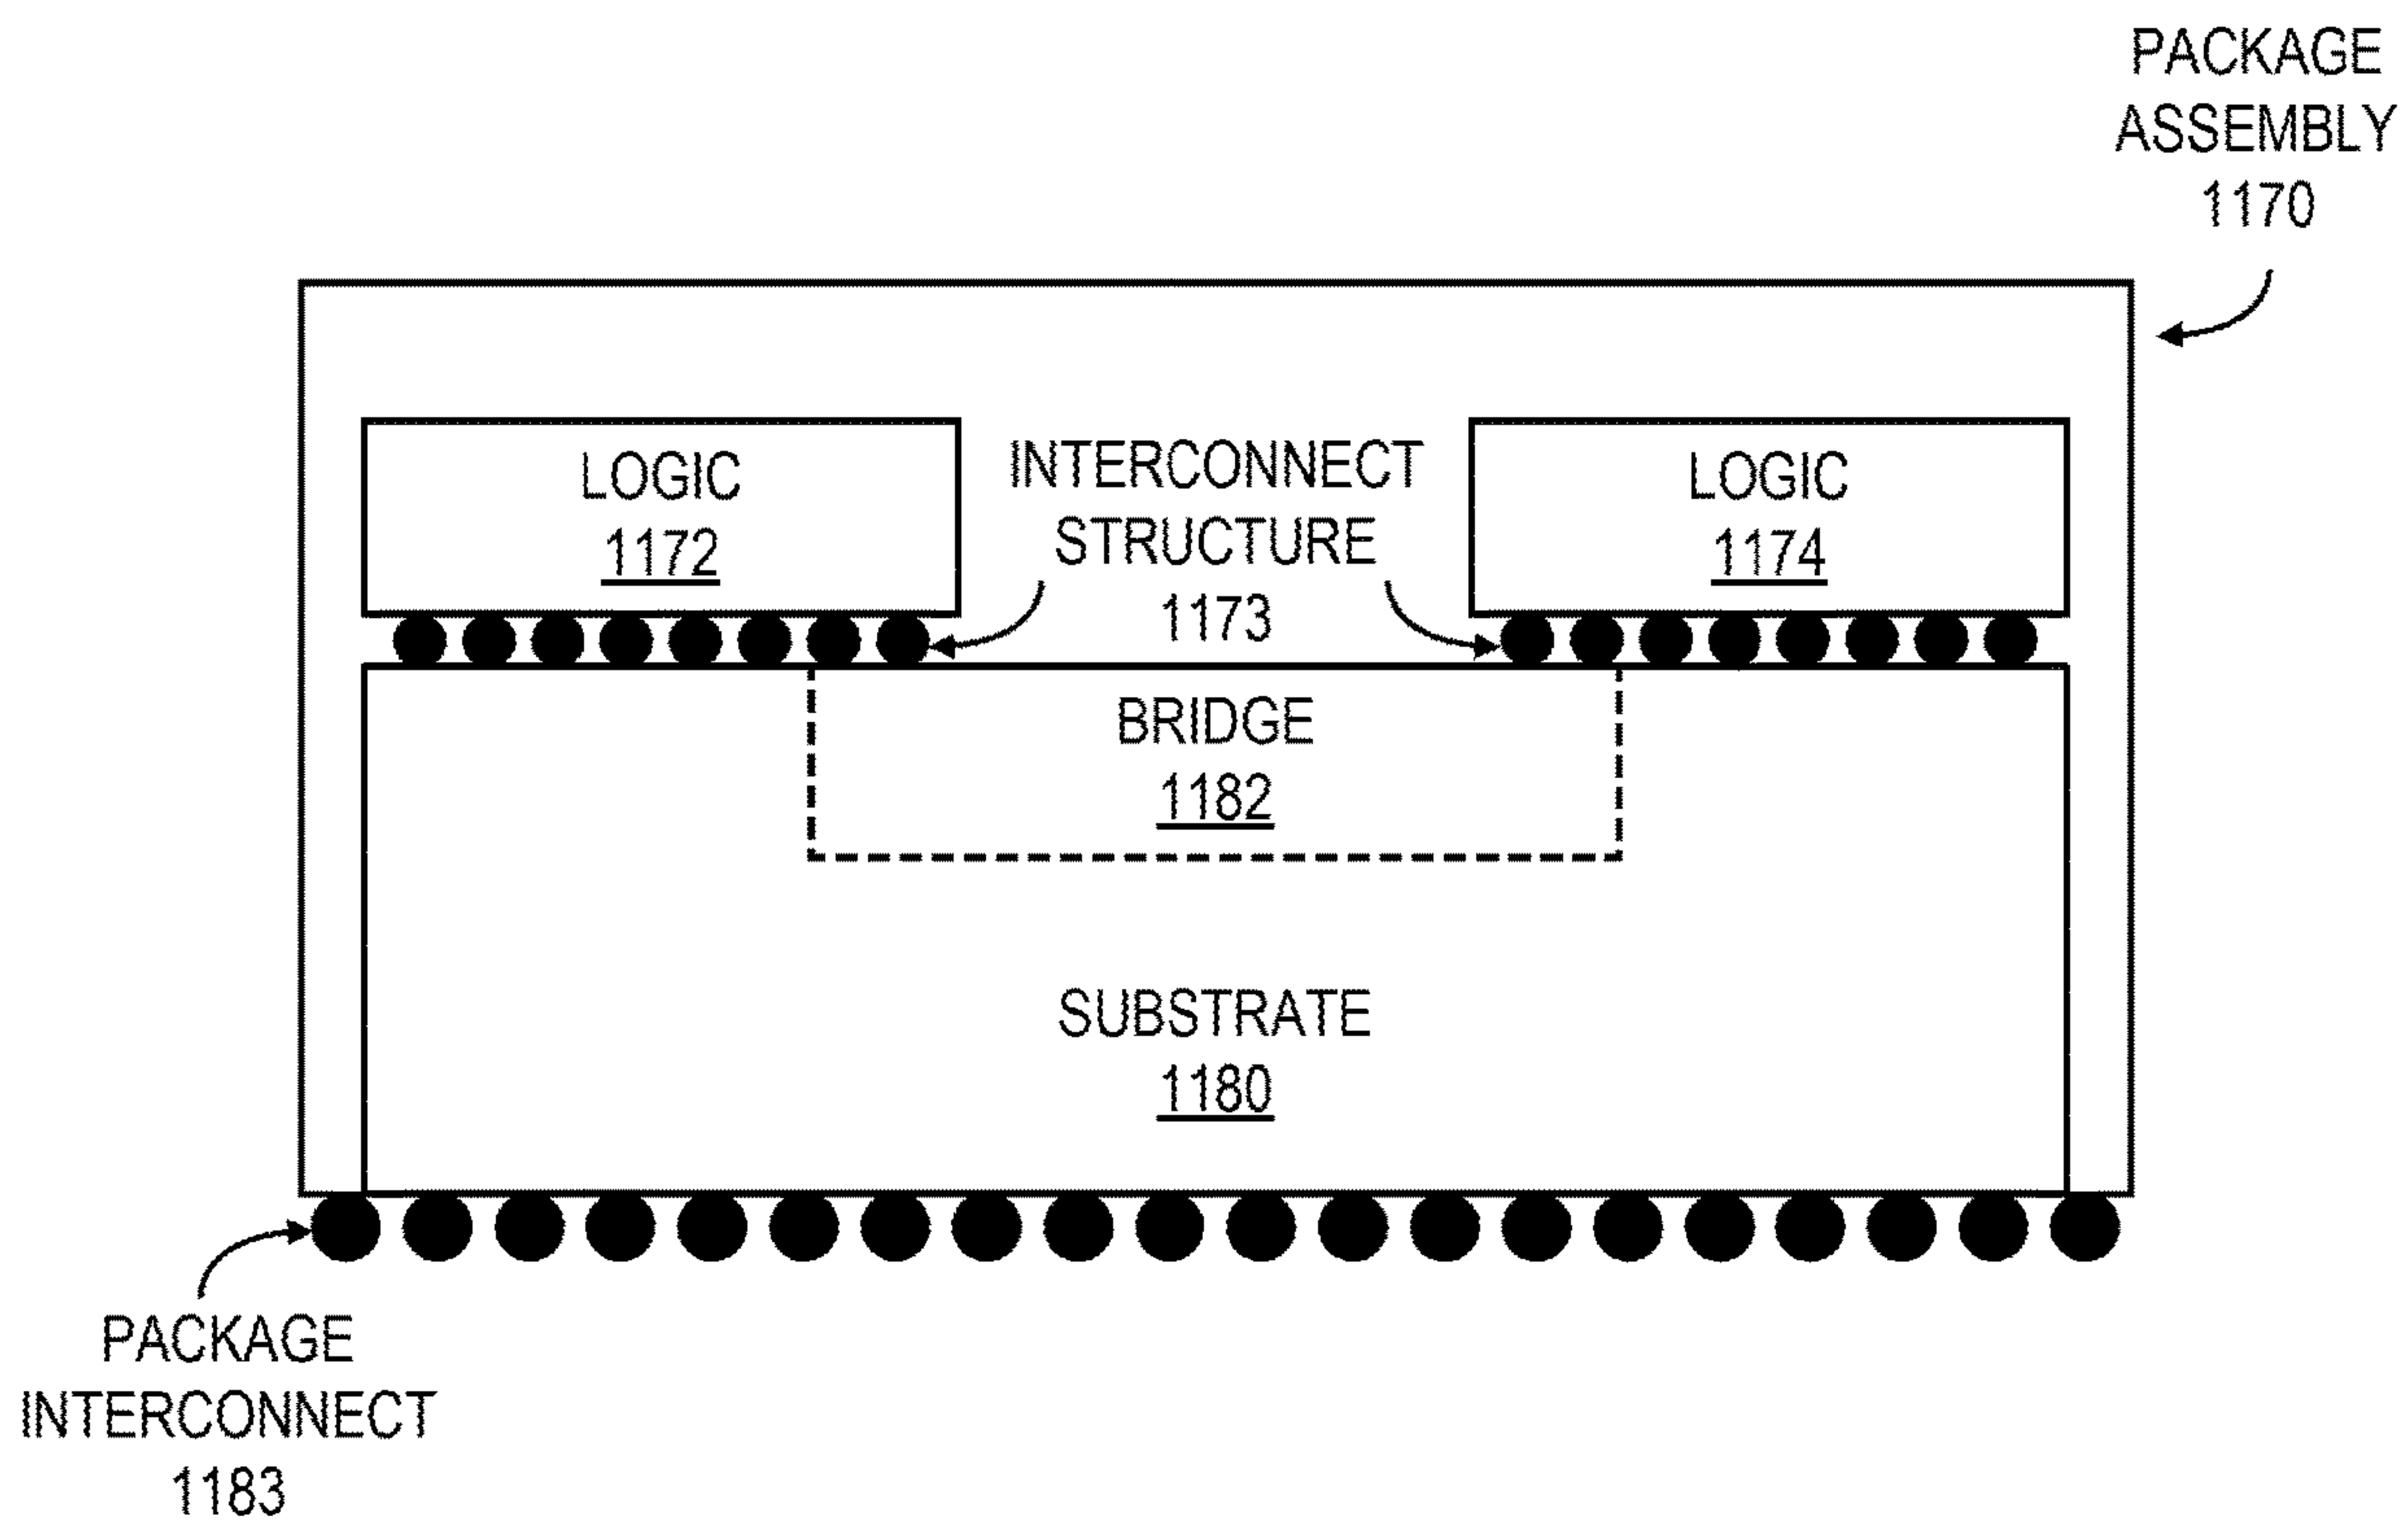 PACKAGE
ASSEMBLY
1170
LOGIC
1172
INTERCONNECT
STRUCTURE
1173
LOGIC
1174
BRIDGE
1182
SUBSTRATE
1180
PACKAGE
INTERCONNECT
1183